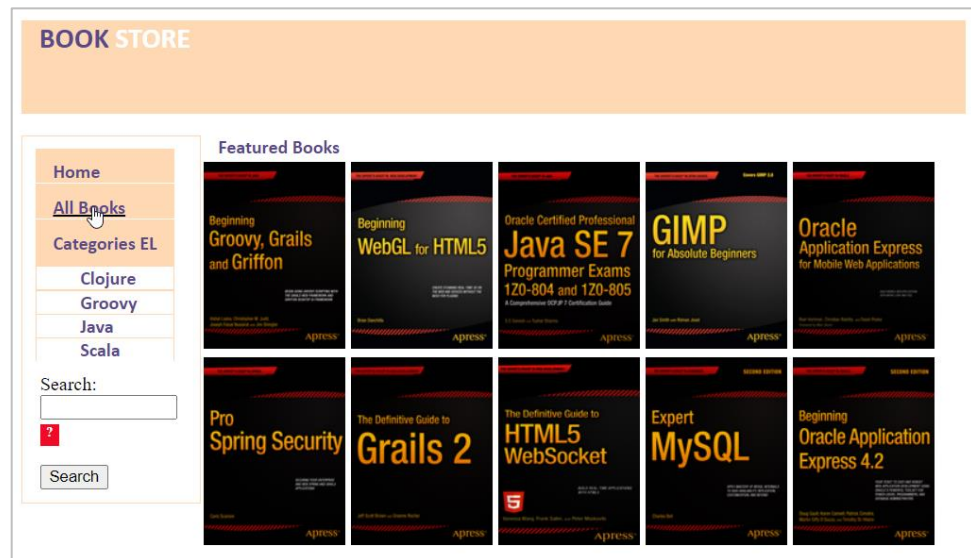 BOOK STORE
Home
All Books
Categories EL
Clojure
Groovy
Java
Scala
Search:
?
Search
Featured Books
Beginning
Groovy, Grails
and Griffon
Apress
Beginning
WebGL for HTML5
Apress
Oracle Certified Professional
Java SE 7
Programmer Exams
1Z0-804 and 1Z0-805
A Comprehensive OCPJP 7 Certification Guide
Apress
GIMP
for Absolute Beginners
Apress
Oracle
Application Express
for Mobile Web Applications
Apress
Pro
Spring Security
Apress
The Definitive Guide to
Grails 2
Apress
The Definitive Guide to
HTML5
WebSocket
Apress
SECOND EDITION
Expert
MySQL
Apress
SECOND EDITION
Beginning
Oracle Application
Express 4.2
Apress